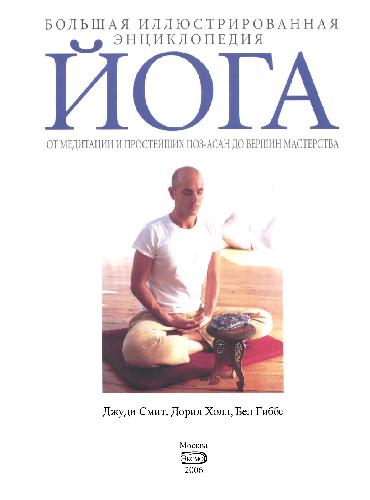 БОЛЬШАЯ ИЛЛЮСТРИРОВАННАЯ
ЭНЦИКЛОПЕДИЯ
ЙОГА
ОТ МЕДИТАЦИИ И ПРОСТЕЙШИХ ПОЗ-АСАН ДО ВЕРШИН МАСТЕРСТВА
Джуди Смит, Дорил Холл, Бел Гиббс
Москва
ЭКСМО
2006